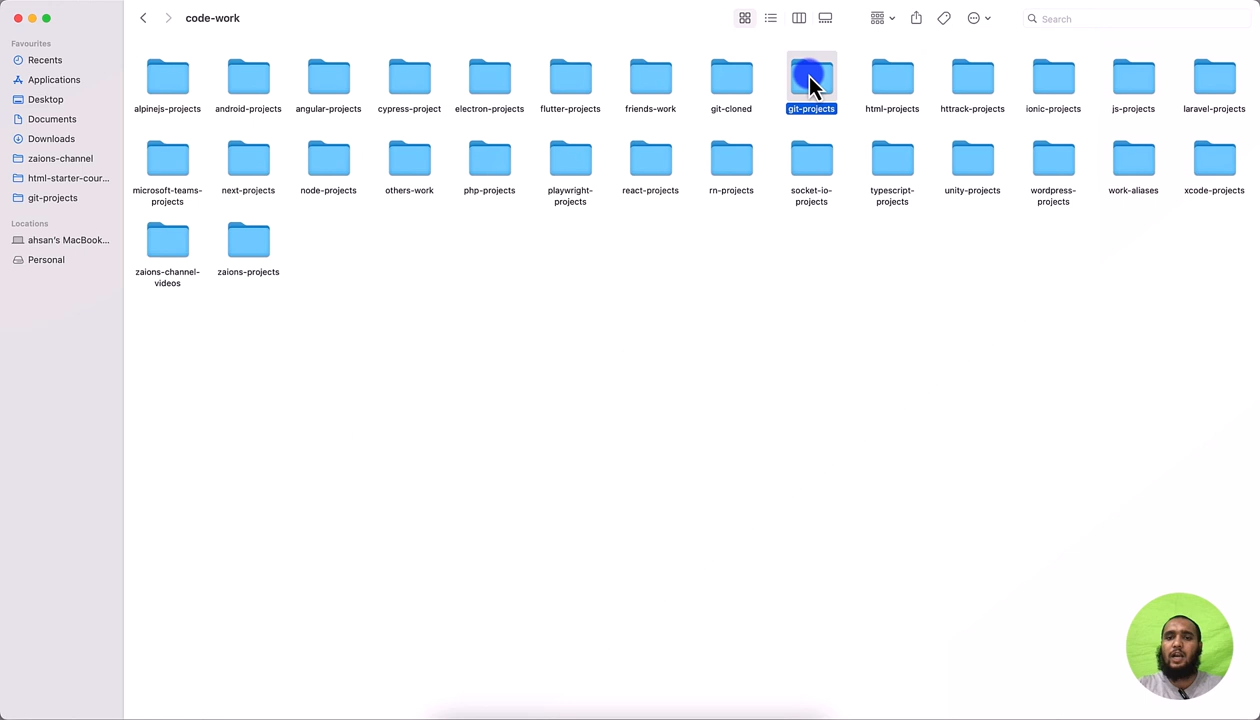 code-work
Search
Favourites
Recents
Applications
Desktop
Documents
Downloads
zaions-channel
html-starter-cour...
git-projects
Locations
ahsan's MacBook...
Personal
alpinejs-projects
android-projects
angular-projects
cypress-project
electron-projects
flutter-projects
friends-work
git-cloned
git-projects
html-projects
httrack-projects
ionic-projects
js-projects
laravel-projects
microsoft-teams-
projects
next-projects
node-projects
others-work
php-projects
playwright-
projects
react-projects
rn-projects
socket-io-
projects
typescript-
projects
unity-projects
wordpress-
projects
work-aliases
xcode-projects
zaions-channel-
videos
zaions-projects